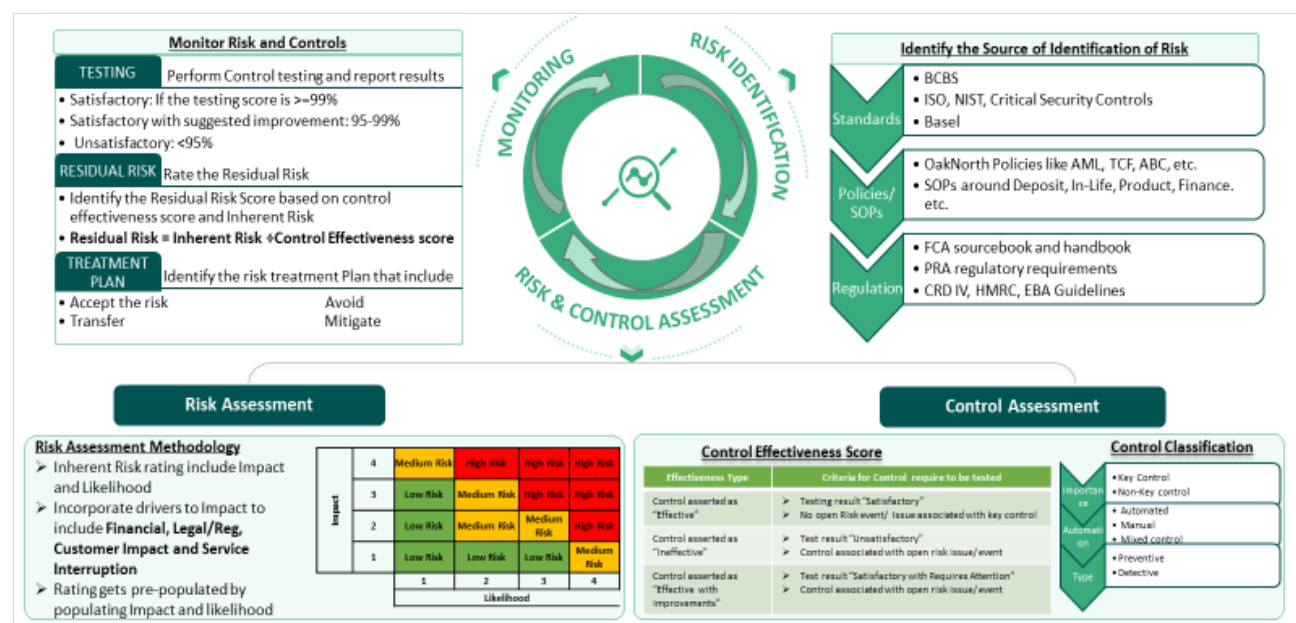 Monitor Risk and Controls
TESTING
Perform Control testing and report results
• Satisfactory: If the testing score is >=99%
• Satisfactory with suggested improvement: 95-99%
• Unsatisfactory: <95%
RESIDUAL RISK
Rate the Residual Risk
• Identify the Residual Risk Score based on control
effectiveness score and Inherent Risk
• Residual Risk = Inherent Risk ÷Control Effectiveness score
TREATMENT
PLAN
Identify the risk treatment Plan that include
• Accept the risk
Avoid
• Transfer
Mitigate
MONITORING
RISK IDENTIFICATION
RISK & CONTROL ASSESSMENT
Identify the Source of Identification of Risk
Standards
• BCBS
• ISO, NIST, Critical Security Controls
• Basel
Policies/
SOPs
• OakNorth Policies like AML, TCF, ABC, etc.
• SOPs around Deposit, In-Life, Product, Finance.
etc.
Regulation
• FCA sourcebook and handbook
• PRA regulatory requirements
• CRD IV, HMRC, EBA Guidelines
Risk Assessment
Risk Assessment Methodology
➢ Inherent Risk rating include Impact
and Likelihood
➢ Incorporate drivers to Impact to
include Financial, Legal/Reg,
Customer Impact and Service
Interruption
➢ Rating gets pre-populated by
populating Impact and likelihood
Impact
4 Medium Risk High Risk High Risk High Risk
3 Low Risk Medium Risk High Risk High Risk
2 Low Risk Medium Risk Medium Risk High Risk
1 Low Risk Low Risk Low Risk Medium Risk
1 2 3 4
Likelihood
Control Assessment
Control Effectiveness Score
Effectiveness Type
Criteria for Control require to be tested
Control asserted as
"Effective"
➢ Testing result "Satisfactory"
➢ No open Risk event/ Issue associated with key control
Control asserted as
"Ineffective"
➢ Test result "Unsatisfactory"
➢ Control associated with open risk issue/event
Control asserted as
"Effective with
Improvements"
➢ Test result "Satisfactory with Requires Attention"
➢ Control associated with open risk issue/event
Control Classification
Importan
ce
• Key Control
• Non-Key control
Automati
on
• Automated
• Manual
• Mixed control
Type
• Preventive
• Detective